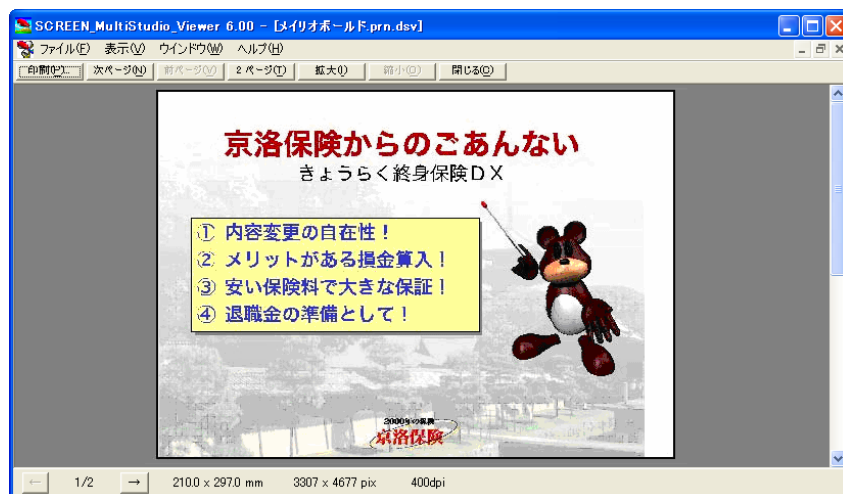 SCREEN_MultiStudio_Viewer 6.00 - [メイリオボールド.prn.dsv]
ファイル(F) 表示(V) ウインドウ(W) ヘルプ(H)
印刷(P)... 次ページ(N) 前ページ(V) 2 ページ(T) 拡大(I) 縮小(O) 閉じる(C)
京洛保険からのごあんない
きょうらく終身保険DX
① 内容変更の自在性!
② メリットがある損金算入!
③ 安い保険料で大きな保証!
④ 退職金の準備として!
京洛保険
← 1/2 → 210.0 x 297.0 mm 3307 x 4677 pix 400dpi